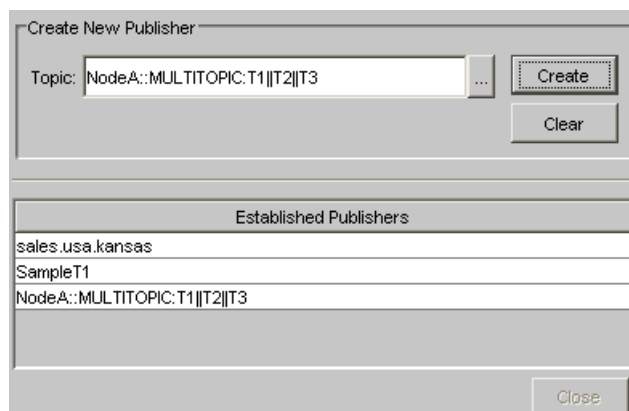 Create New Publisher
Topic: NodeA::MULTITOPIC:T1||T2||T3 ... Create
Clear
Established Publishers
sales.usa.kansas
SampleT1
NodeA::MULTITOPIC:T1||T2||T3
Close